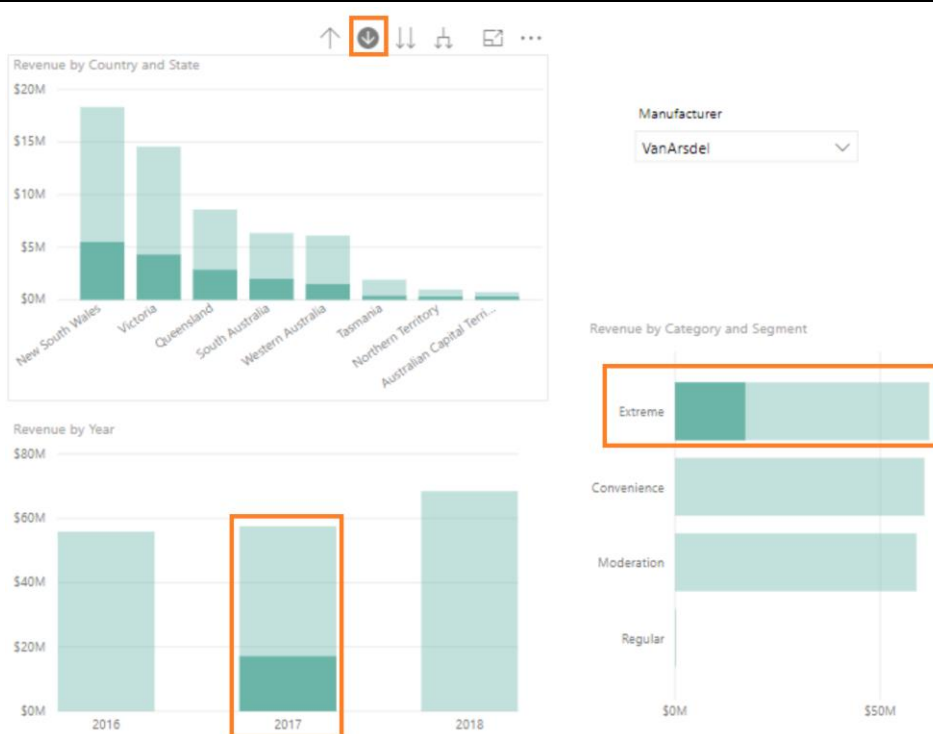 Revenue by Country and State
$20M
$15M
$10M
$5M
$0M
New South Wales
Victoria
Queensland
South Australia
Western Australia
Tasmania
Northern Territory
Australian Capital Terri...
Manufacturer
VanArsdel
Revenue by Category and Segment
Extreme
Convenience
Moderation
Regular
$0M $50M
Revenue by Year
$80M
$60M
$40M
$20M
$0M
2016 2017 2018